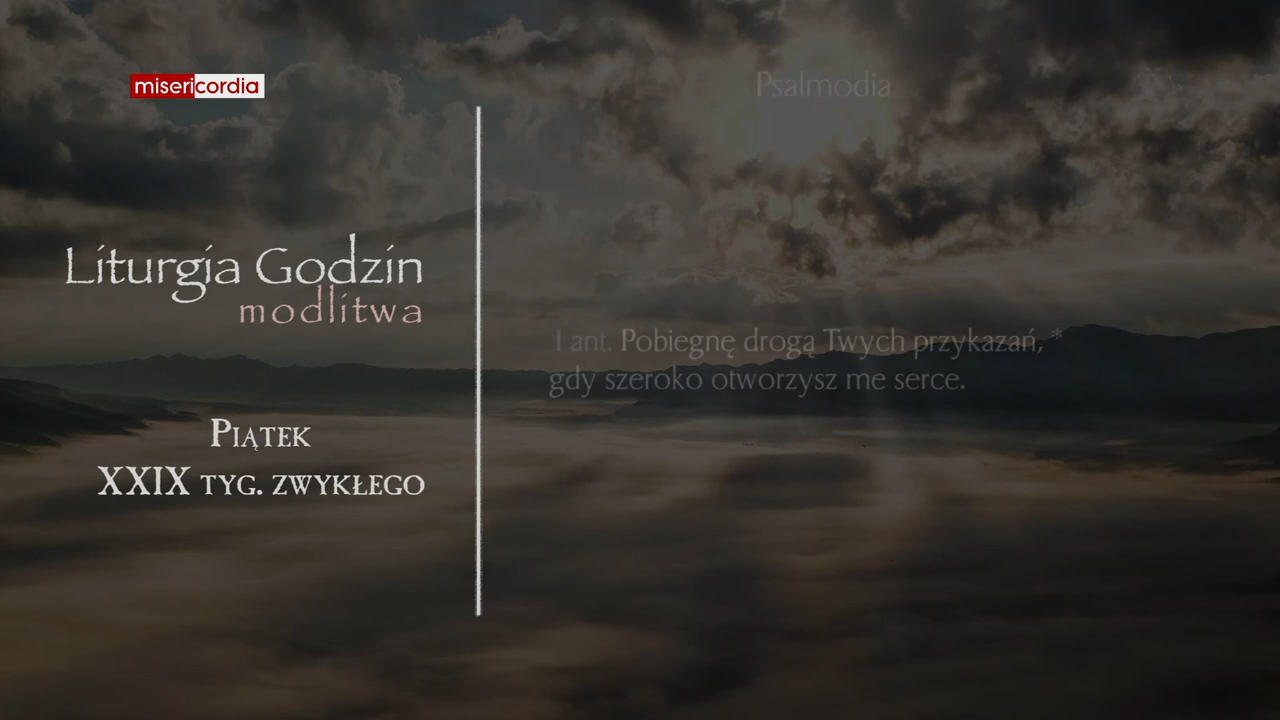 misericordia
Liturgia Godzin
modlitwa
Piątek
XXIX tyg. zwykłego
Psalmodia
I ant. Pobiegnę drogą Twych przykazań,*
gdy szeroko otworzysz me serce.